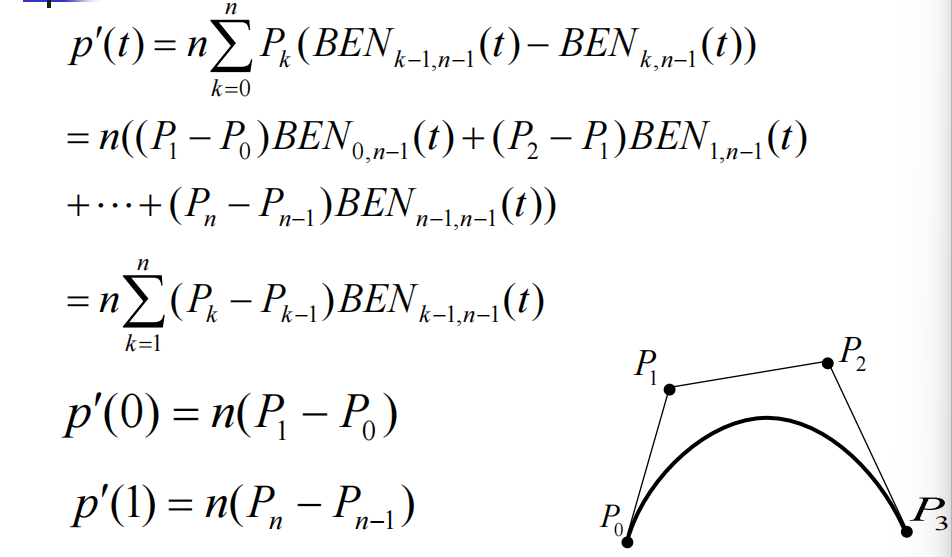 p'(t) = n∑_{k=0}^{n} P_k (BEN_{k-1,n-1}(t) − BEN_{k,n-1}(t))
= n((P_1 − P_0)BEN_{0,n-1}(t) + (P_2 − P_1)BEN_{1,n-1}(t)
+⋯+ (P_n − P_{n-1})BEN_{n-1,n-1}(t))
= n∑_{k=1}^{n} (P_k − P_{k-1})BEN_{k-1,n-1}(t)
p'(0) = n(P_1 − P_0)
p'(1) = n(P_n − P_{n-1})
P_1
P_2
P_0
P_3